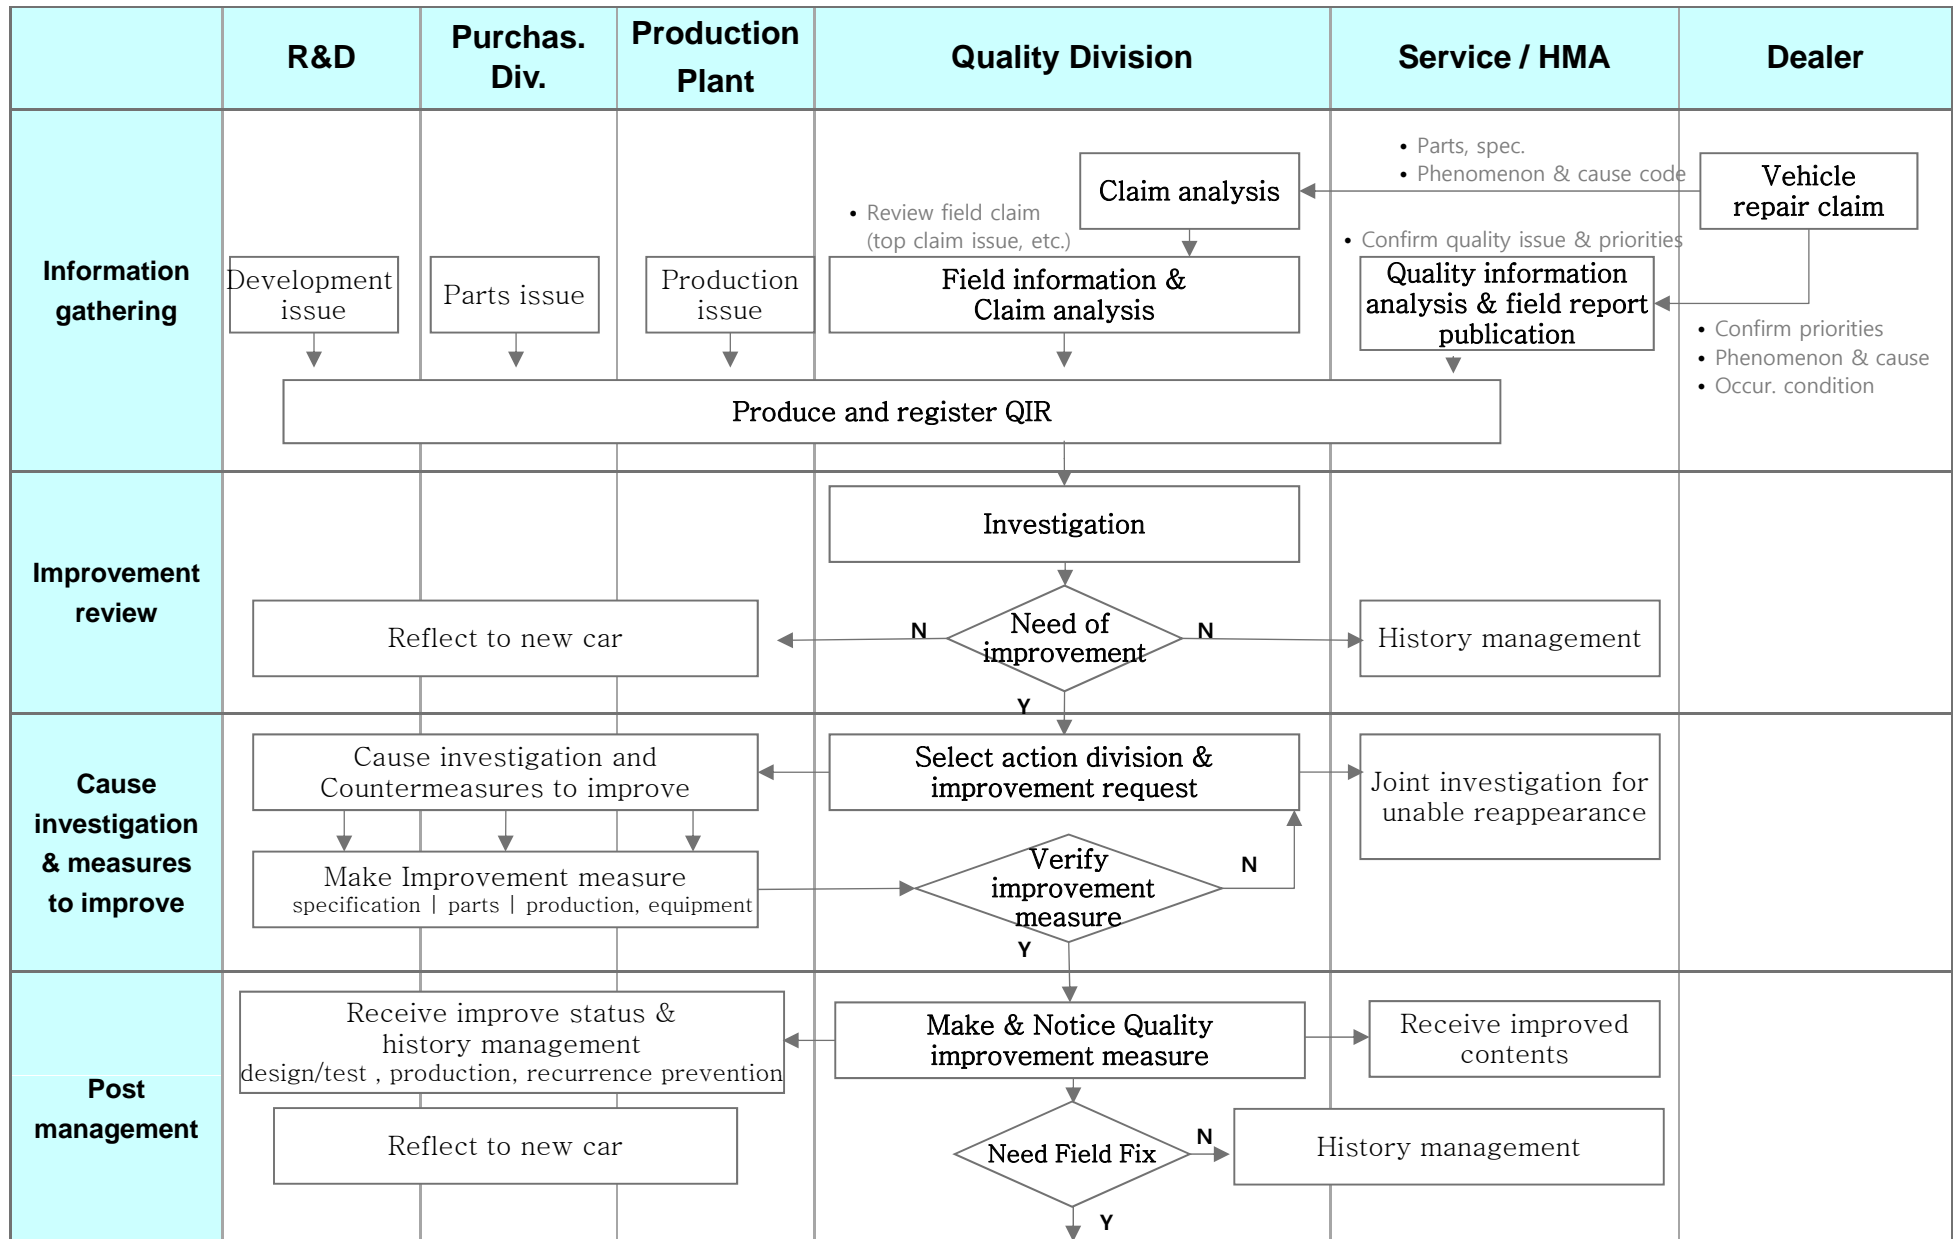 R&D
Purchas.
Div.
Production
Plant
Quality Division
Service / HMA
Dealer
Information
gathering
Development
issue
Parts issue
Production
issue
• Review field claim
(top claim issue, etc.)
Claim analysis
Field information &
Claim analysis
• Parts, spec.
• Phenomenon & cause code
• Confirm quality issue & priorities
Quality information
analysis & field report
publication
Vehicle
repair claim
• Confirm priorities
• Phenomenon & cause
• Occur. condition
Produce and register QIR
Improvement
review
Investigation
Reflect to new car
N
Need of
improvement
N
History management
Y
Cause
investigation
& measures
to improve
Cause investigation and
Countermeasures to improve
Select action division &
improvement request
Joint investigation for
unable reappearance
Make Improvement measure
specification | parts | production, equipment
Verify
improvement
measure
N
Y
Post
management
Receive improve status &
history management
design/test , production, recurrence prevention
Make & Notice Quality
improvement measure
Receive improved
contents
Reflect to new car
Need Field Fix
N
History management
Y